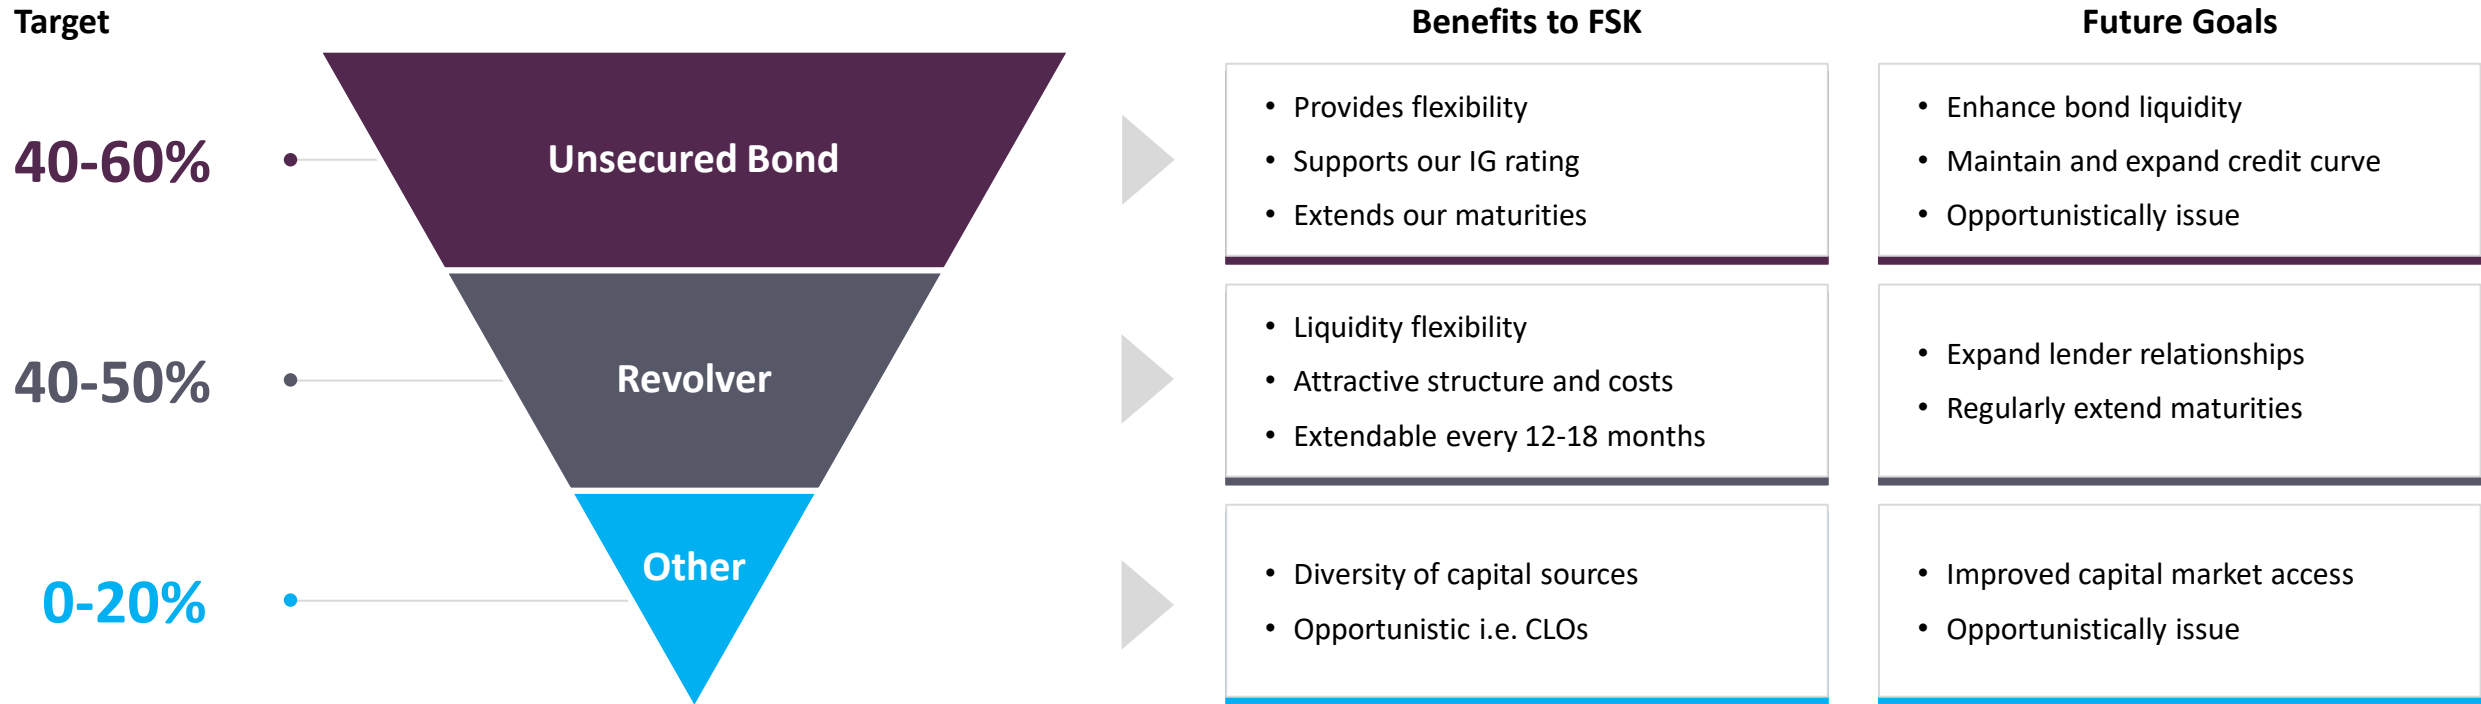 Target
Benefits to FSK
Future Goals
40-60%
Unsecured Bond
• Provides flexibility
• Supports our IG rating
• Extends our maturities
• Enhance bond liquidity
• Maintain and expand credit curve
• Opportunistically issue
40-50%
Revolver
• Liquidity flexibility
• Attractive structure and costs
• Extendable every 12-18 months
• Expand lender relationships
• Regularly extend maturities
0-20%
Other
• Diversity of capital sources
• Opportunistic i.e. CLOs
• Improved capital market access
• Opportunistically issue